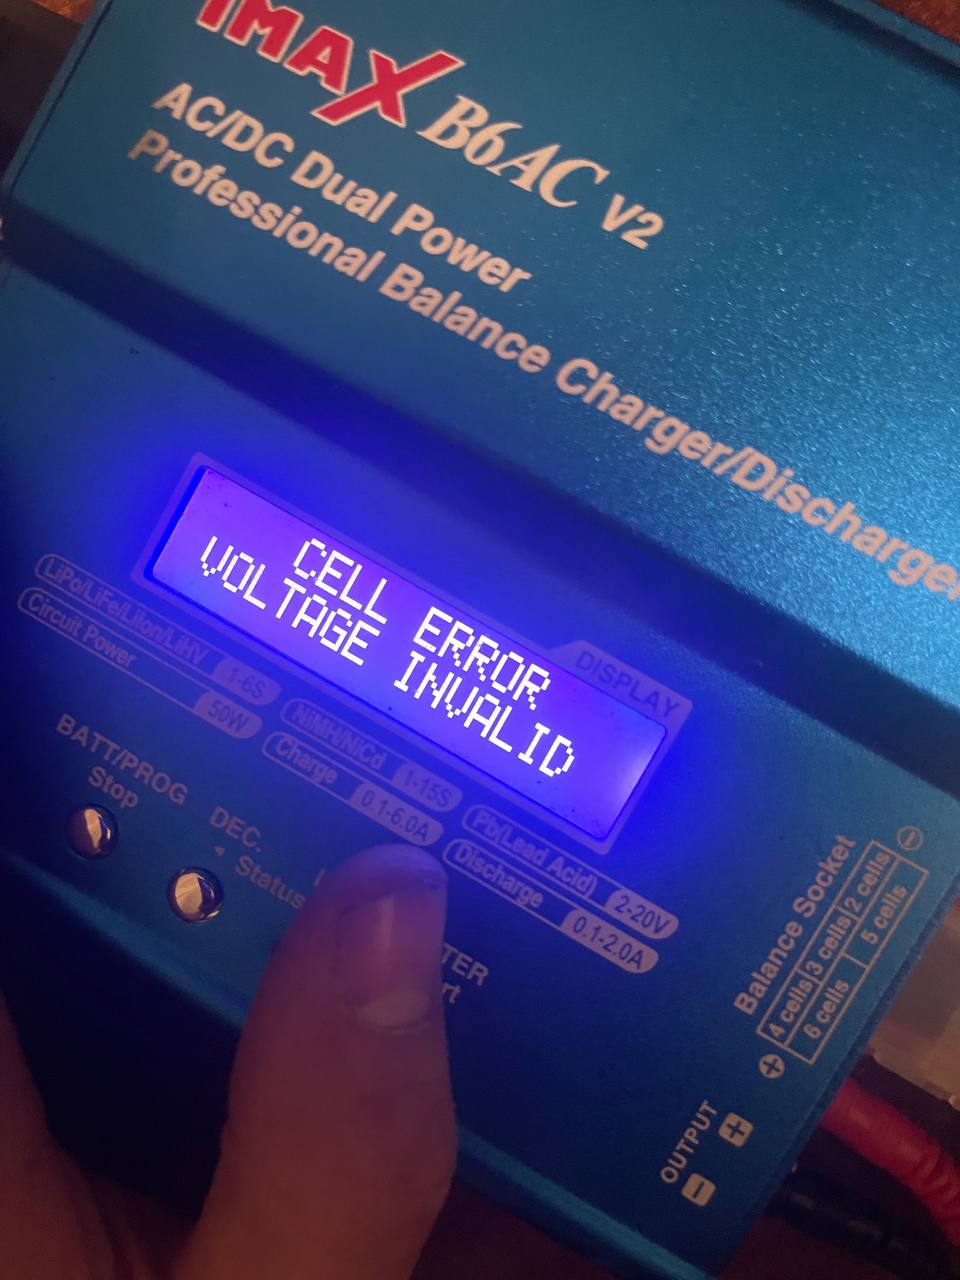 iMAX B6AC V2
AC/DC Dual Power
Professional Balance Charger/Discharger
CELL ERROR
VOLTAGE INVALID
DISPLAY
LiPo/LiFe/LiIon/LiHV 1-6S
NiMH/NiCd 1-15S
Pb(Lead Acid) 2-20V
Circuit Power 50W
Charge 0.1-6.0A
Discharge 0.1-2.0A
BATT/PROG
Stop
DEC.
Status
Balance Socket
4 cells 3 cells 2 cells
6 cells 5 cells
OUTPUT